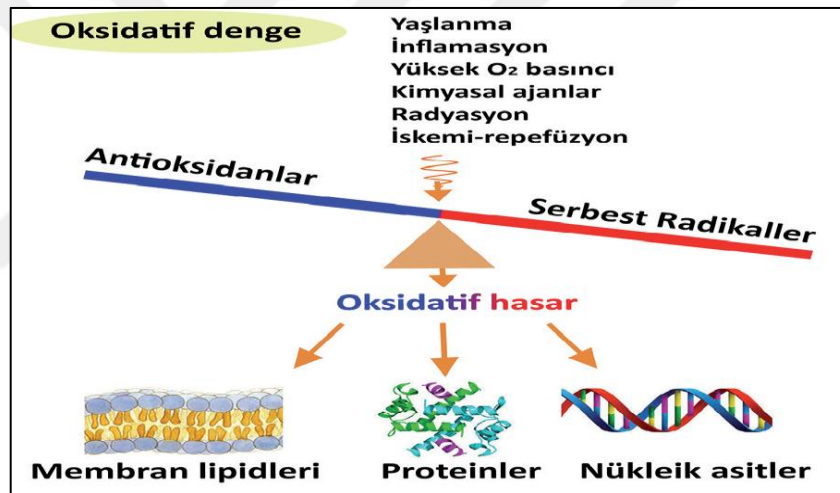 Oksidatif denge
Yaşlanma
İnflamasyon
Yüksek O₂ basıncı
Kimyasal ajanlar
Radyasyon
İskemi-repefüzyon
Antioksidanlar
Serbest Radikaller
Oksidatif hasar
Membran lipidleri
Proteinler
Nükleik asitler